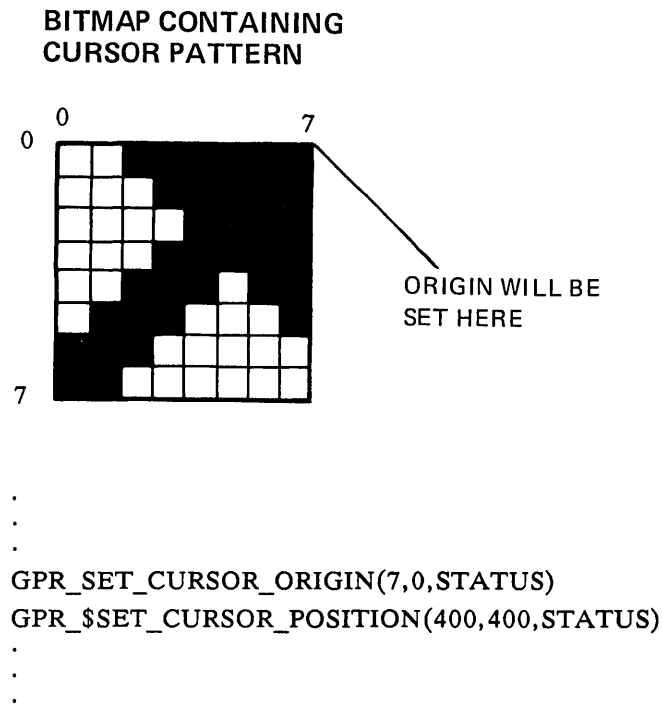 BITMAP CONTAINING
CURSOR PATTERN
0
7
0
ORIGIN WILL BE
SET HERE
7
.
.
.
GPR_SET_CURSOR_ORIGIN(7,0,STATUS)
GPR_$SET_CURSOR_POSITION(400,400,STATUS)
.
.
.